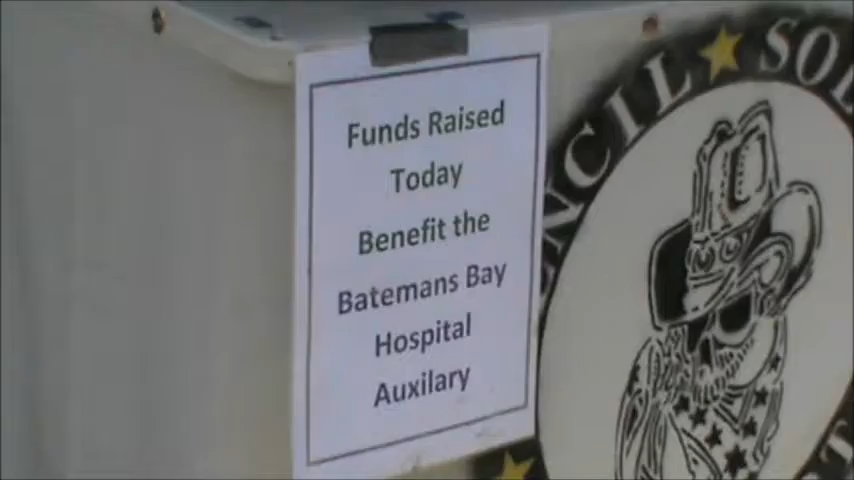 Funds Raised
Today
Benefit the
Batemans Bay
Hospital
Auxilary